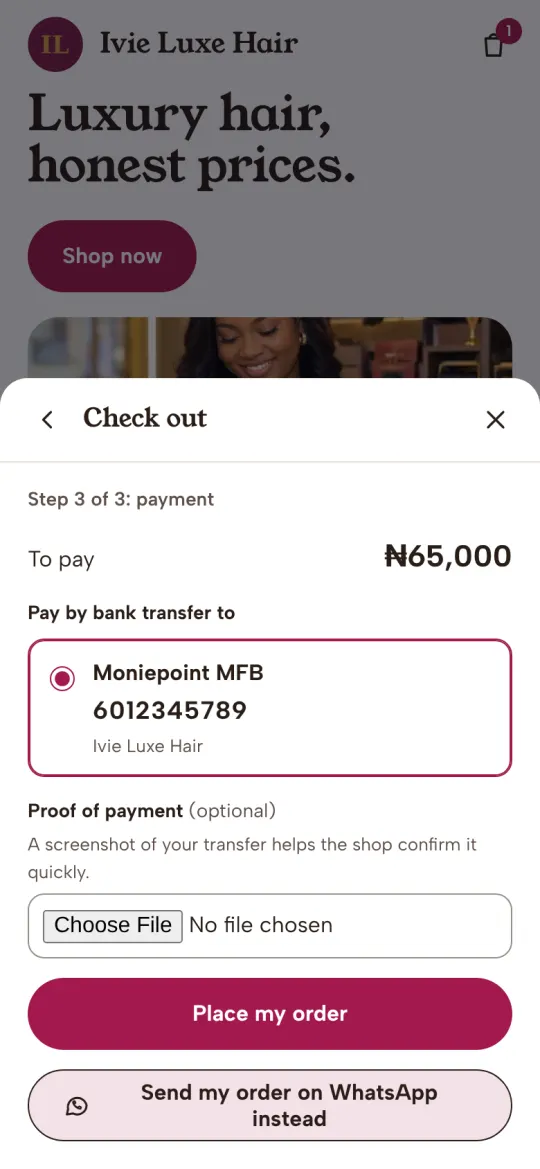 IL Ivie Luxe Hair 1
Luxury hair,
honest prices.
Shop now
Check out
Step 3 of 3: payment
To pay ₦65,000
Pay by bank transfer to
Moniepoint MFB
6012345789
Ivie Luxe Hair
Proof of payment (optional)
A screenshot of your transfer helps the shop confirm it
quickly.
Choose File No file chosen
Place my order
Send my order on WhatsApp
instead